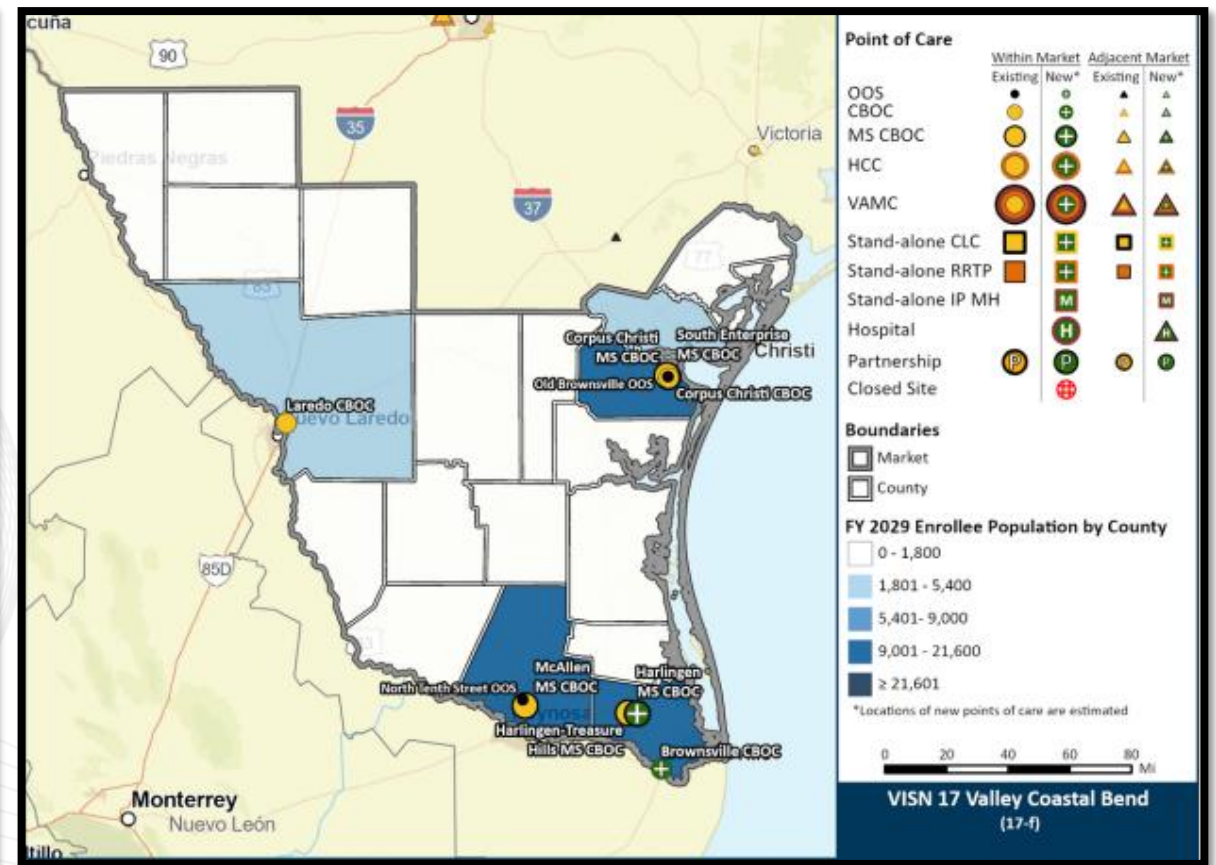 cuña
90
35
Victoria
Piedras Negras
37
77
83
Corpus Christi
MS CBOC
South Enterprise
MS CBOC
Christi
Old Brownsville OOS
Corpus Christi CBOC
Laredo CBOC
Nuevo Laredo
85D
McAllen
MS CBOC
Harlingen
MS CBOC
North Tenth Street OOS
Harlingen-Treasure
Hills MS CBOC
Brownsville CBOC
Monterrey
Nuevo León
ltillo
Point of Care
Within Market Adjacent Market
Existing New* Existing New*
OOS
CBOC
MS CBOC
HCC
VAMC
Stand-alone CLC
Stand-alone RRTP
Stand-alone IP MH M M
Hospital H H
Partnership P P P P
Closed Site
Boundaries
Market
County
FY 2029 Enrollee Population by County
0 - 1,800
1,801 - 5,400
5,401- 9,000
9,001 - 21,600
≥ 21,601
*Locations of new points of care are estimated
0 20 40 60 80
Mi
VISN 17 Valley Coastal Bend
(17-f)